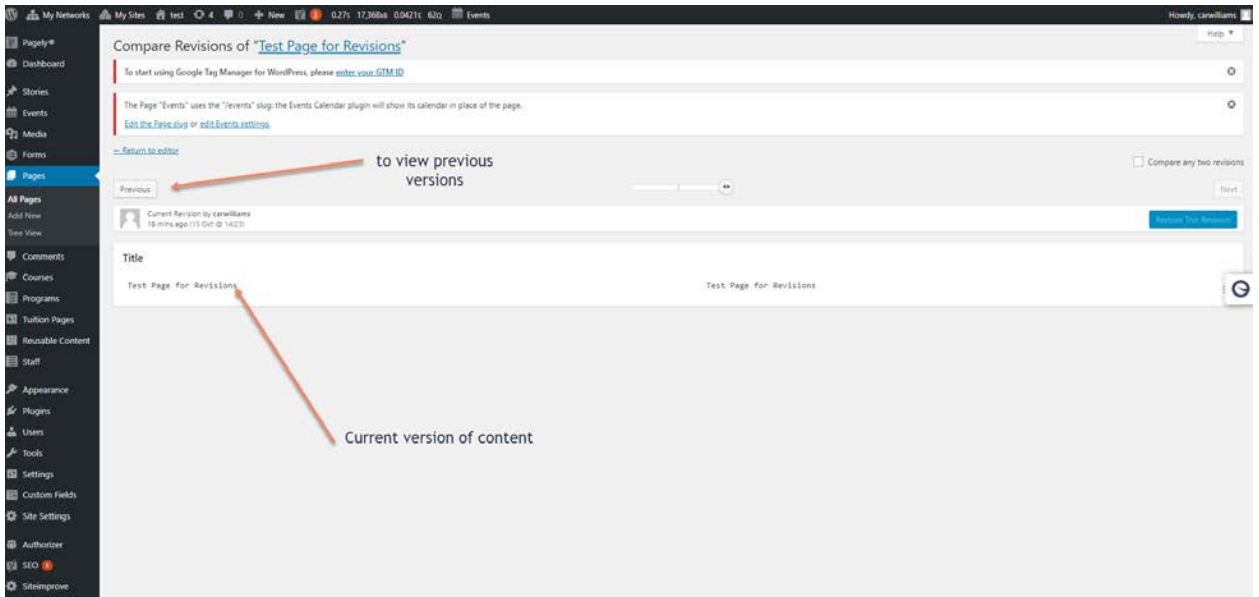 My Networks My Sites test 4 0 New 0.27s 17,368кв 0.0421s 62Q Events Howdy, carwilliams
Help
Pagely®
Dashboard
Stories
Events
Media
Forms
Pages
All Pages
Add New
Tree View
Comments
Courses
Programs
Tuition Pages
Reusable Content
Staff
Appearance
Plugins
Users
Tools
Settings
Custom Fields
Site Settings
Authorizer
SEO
Siteimprove
Compare Revisions of "Test Page for Revisions"
To start using Google Tag Manager for WordPress, please enter your GTM ID
The Page "Events" uses the "/events" slug: the Events Calendar plugin will show its calendar in place of the page.
Edit the Page slug or edit Events settings.
← Return to editor
to view previous
versions
Compare any two revisions
Previous
Next
Current Revision by carwilliams
18 mins ago (15 Oct @ 14:23)
Restore This Revision
Title
Test Page for Revisions Test Page for Revisions
Current version of content